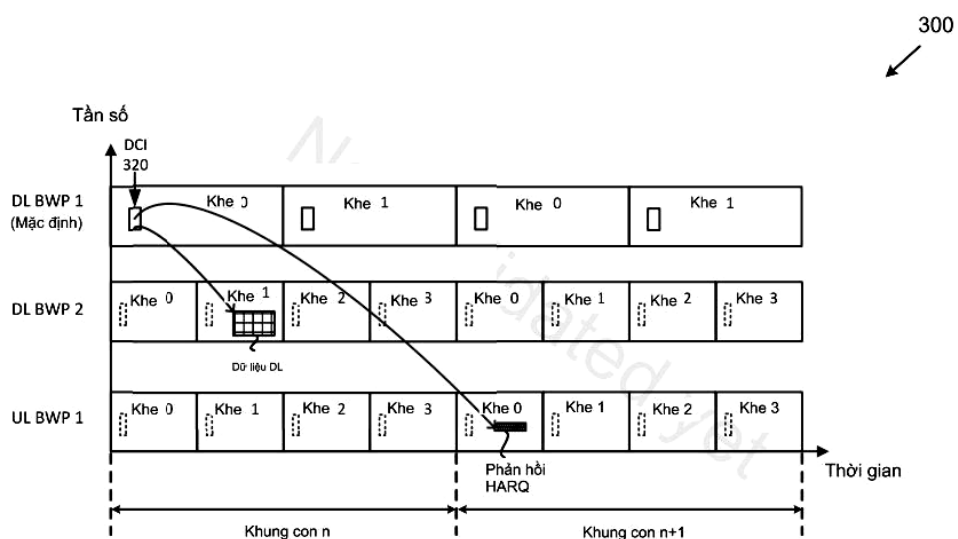 300
Tần số
DCI
320
DL BWP 1
(Mặc định)
Khe 0
Khe 1
Khe 0
Khe 1
DL BWP 2
Khe 0
Khe 1
Khe 2
Khe 3
Khe 0
Khe 1
Khe 2
Khe 3
Dữ liệu DL
UL BWP 1
Khe 0
Khe 1
Khe 2
Khe 3
Khe 0
Khe 1
Khe 2
Khe 3
Thời gian
Phản hồi
HARQ
Khung con n
Khung con n+1